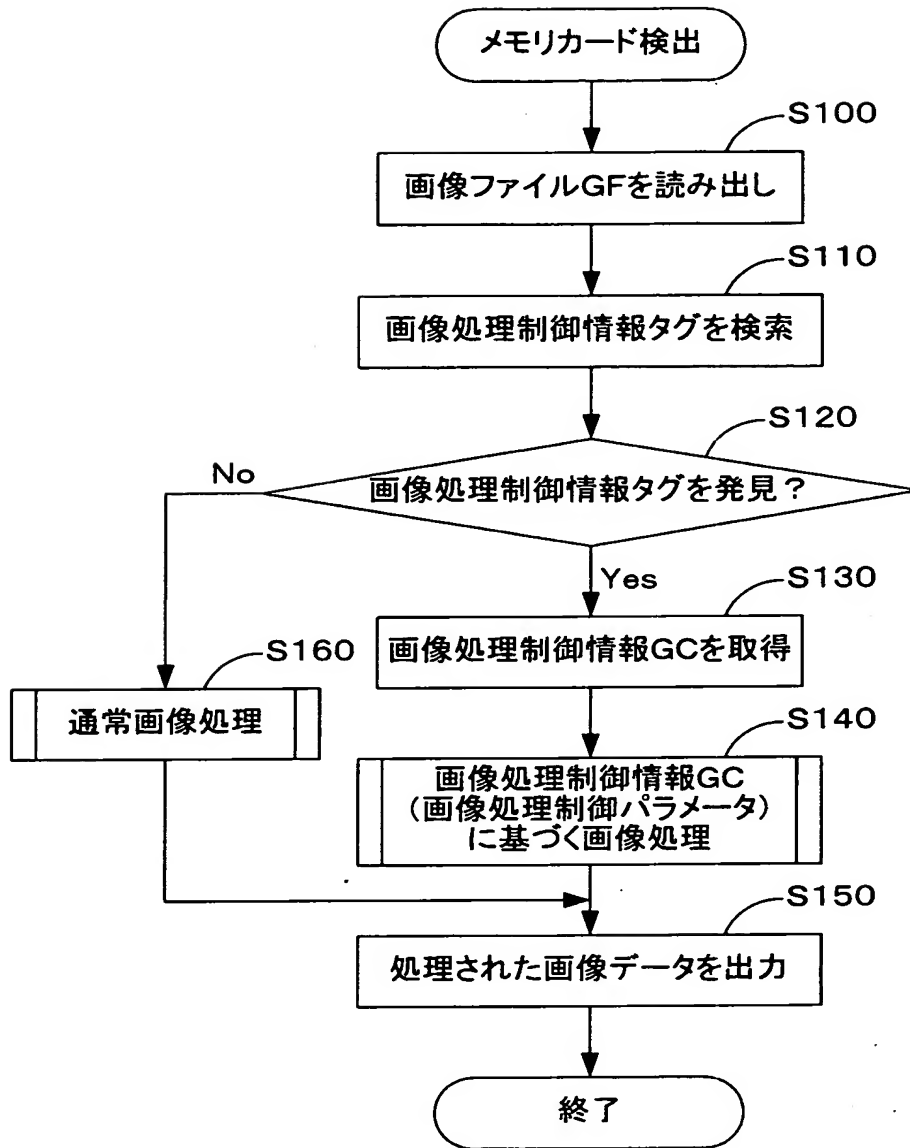 メモリカード検出
S100
画像ファイルGFを読み出し
S110
画像処理制御情報タグを検索
S120
No
画像処理制御情報タグを発見？
Yes
S130
画像処理制御情報GCを取得
S160
通常画像処理
S140
画像処理制御情報GC
（画像処理制御パラメータ）
に基づく画像処理
S150
処理された画像データを出力
終了